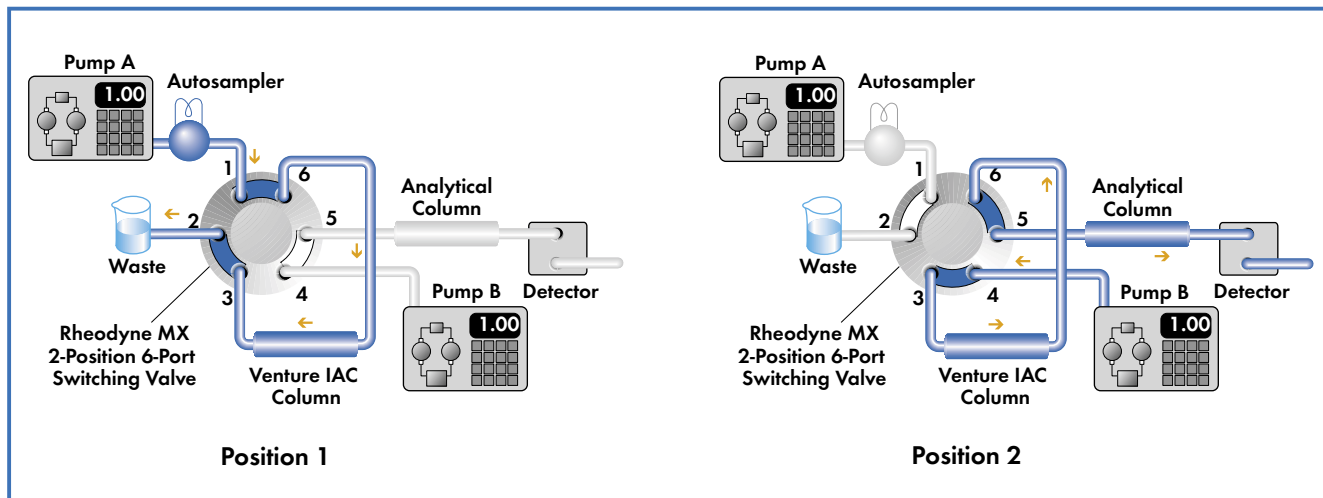 Pump A
1.00
Autosampler
1
6
2
5
3
4
Waste
Analytical
Column
Detector
Pump B
1.00
Rheodyne MX
2-Position 6-Port
Switching Valve
Venture IAC
Column
Position 1
Pump A
1.00
Autosampler
1
6
2
5
3
4
Waste
Analytical
Column
Detector
Pump B
1.00
Rheodyne MX
2-Position 6-Port
Switching Valve
Venture IAC
Column
Position 2